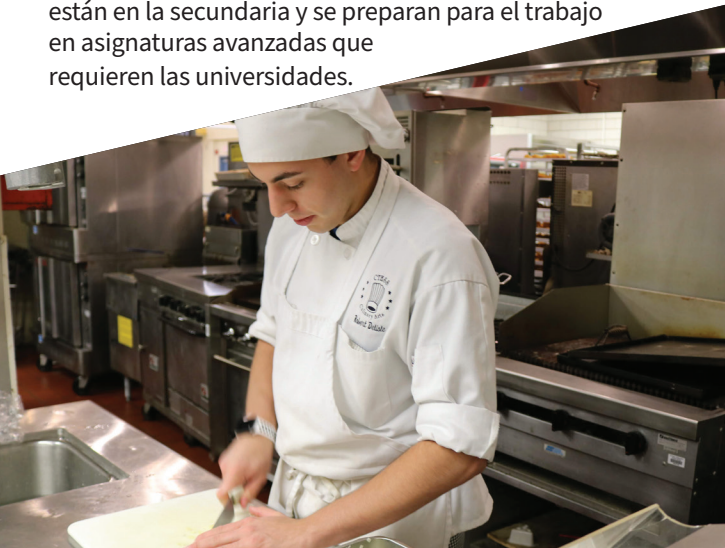 están en la secundaria y se preparan para el trabajo
en asignaturas avanzadas que
requieren las universidades.